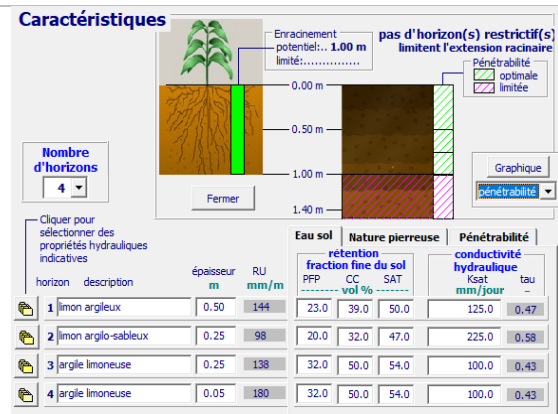 Caractéristiques
Enracinement
potentiel:.. 1.00 m
limité:...............
pas d'horizon(s) restrictif(s)
limitent l'extension racinaire
Pénétrabilité
optimale
limitée
0.00 m
0.50 m
1.00 m
1.40 m
Nombre
d'horizons
4
Fermer
Graphique
pénétrabilité
Cliquer pour
sélectionner des
propriétés hydrauliques
indicatives
horizon description
épaisseur
m
RU
mm/m
Eau sol
Nature pierreuse
Pénétrabilité
rétention
fraction fine du sol
PFP CC SAT
------- vol % -------
conductivité
hydraulique
Ksat tau
mm/jour –
1 limon argileux 0.50 144 23.0 39.0 50.0 125.0 0.47
2 limon argilo-sableux 0.25 98 20.0 32.0 47.0 225.0 0.58
3 argile limoneuse 0.25 138 32.0 50.0 54.0 100.0 0.43
4 argile limoneuse 0.05 180 32.0 50.0 54.0 100.0 0.43